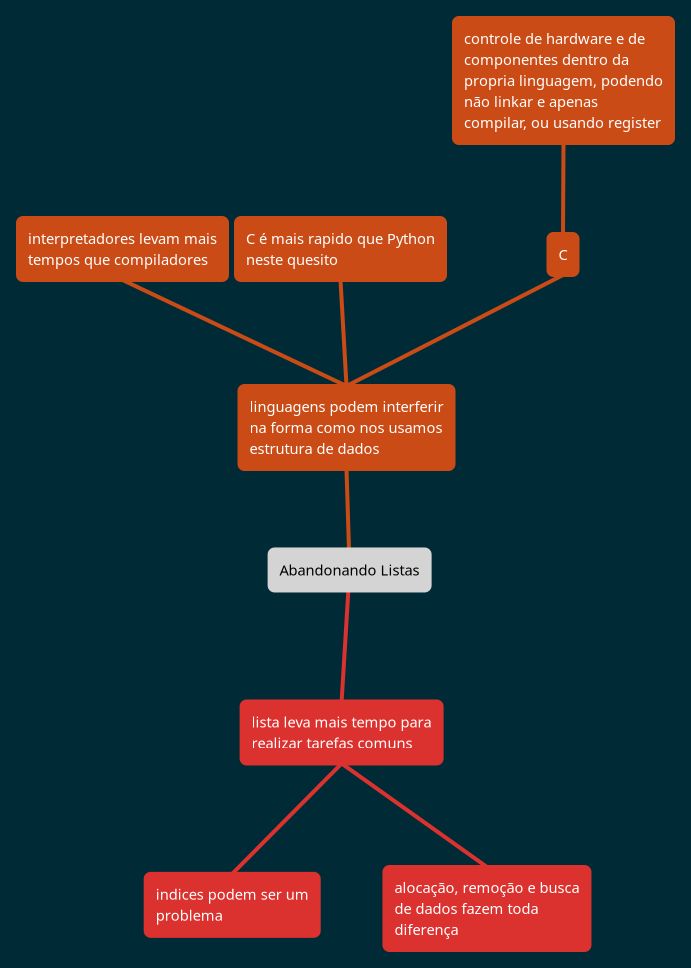 controle de hardware e de
componentes dentro da
propria linguagem, podendo
não linkar e apenas
compilar, ou usando register
interpretadores levam mais
tempos que compiladores
C é mais rapido que Python
neste quesito
C
linguagens podem interferir
na forma como nos usamos
estrutura de dados
Abandonando Listas
lista leva mais tempo para
realizar tarefas comuns
indices podem ser um
problema
alocação, remoção e busca
de dados fazem toda
diferença